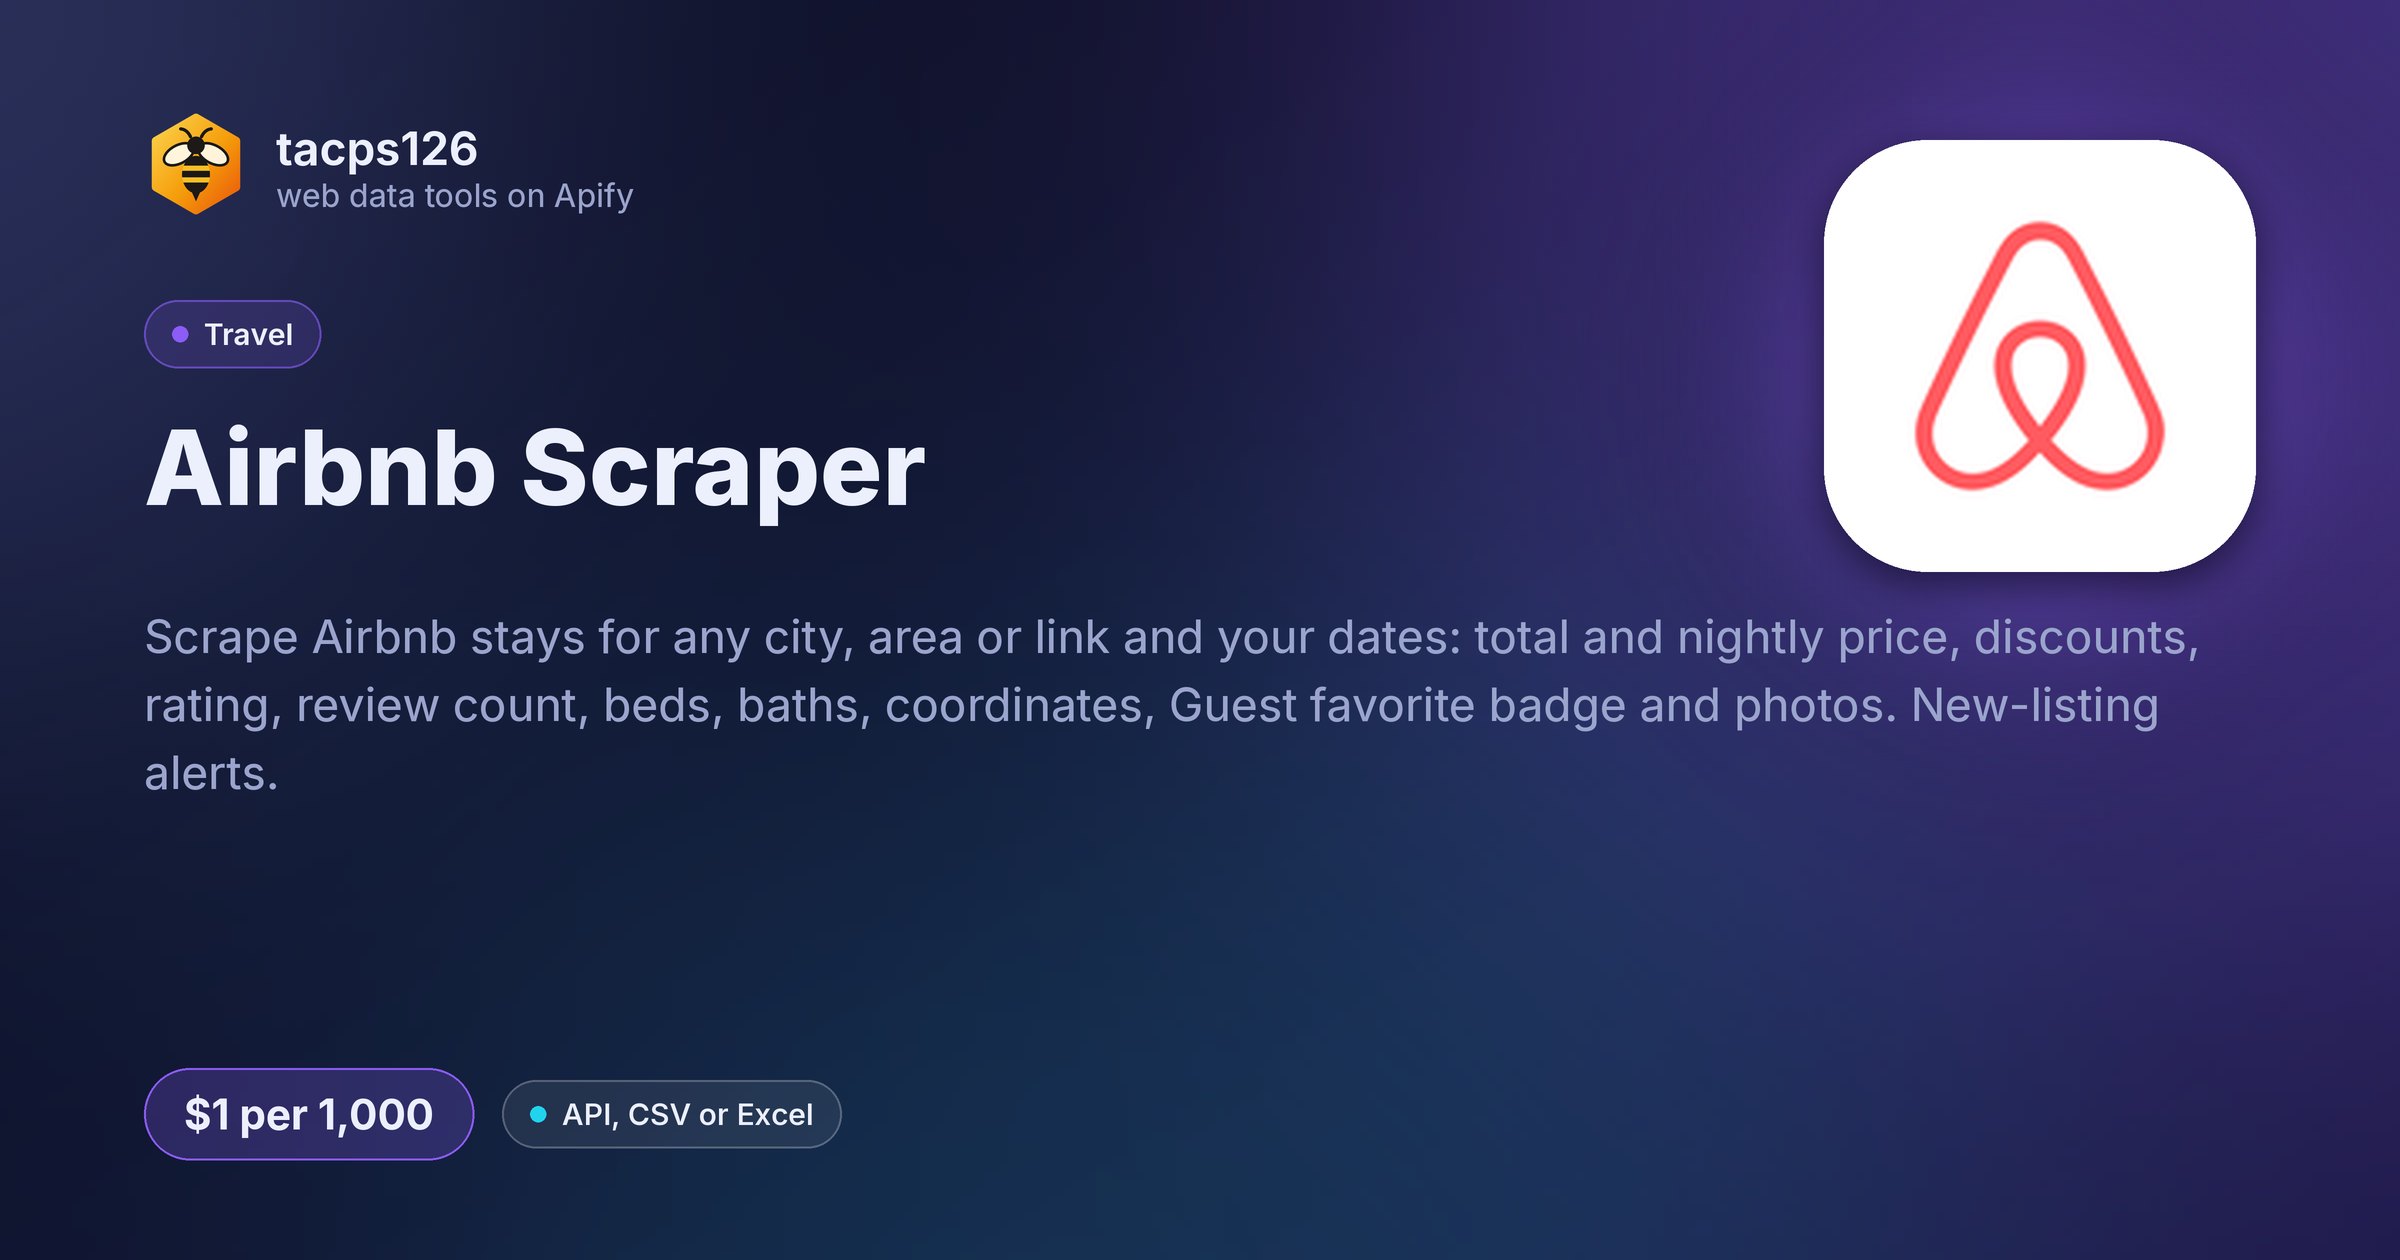 tacps126
web data tools on Apify
Travel
Airbnb Scraper
Scrape Airbnb stays for any city, area or link and your dates: total and nightly price, discounts,
rating, review count, beds, baths, coordinates, Guest favorite badge and photos. New-listing
alerts.
$1 per 1,000
API, CSV or Excel